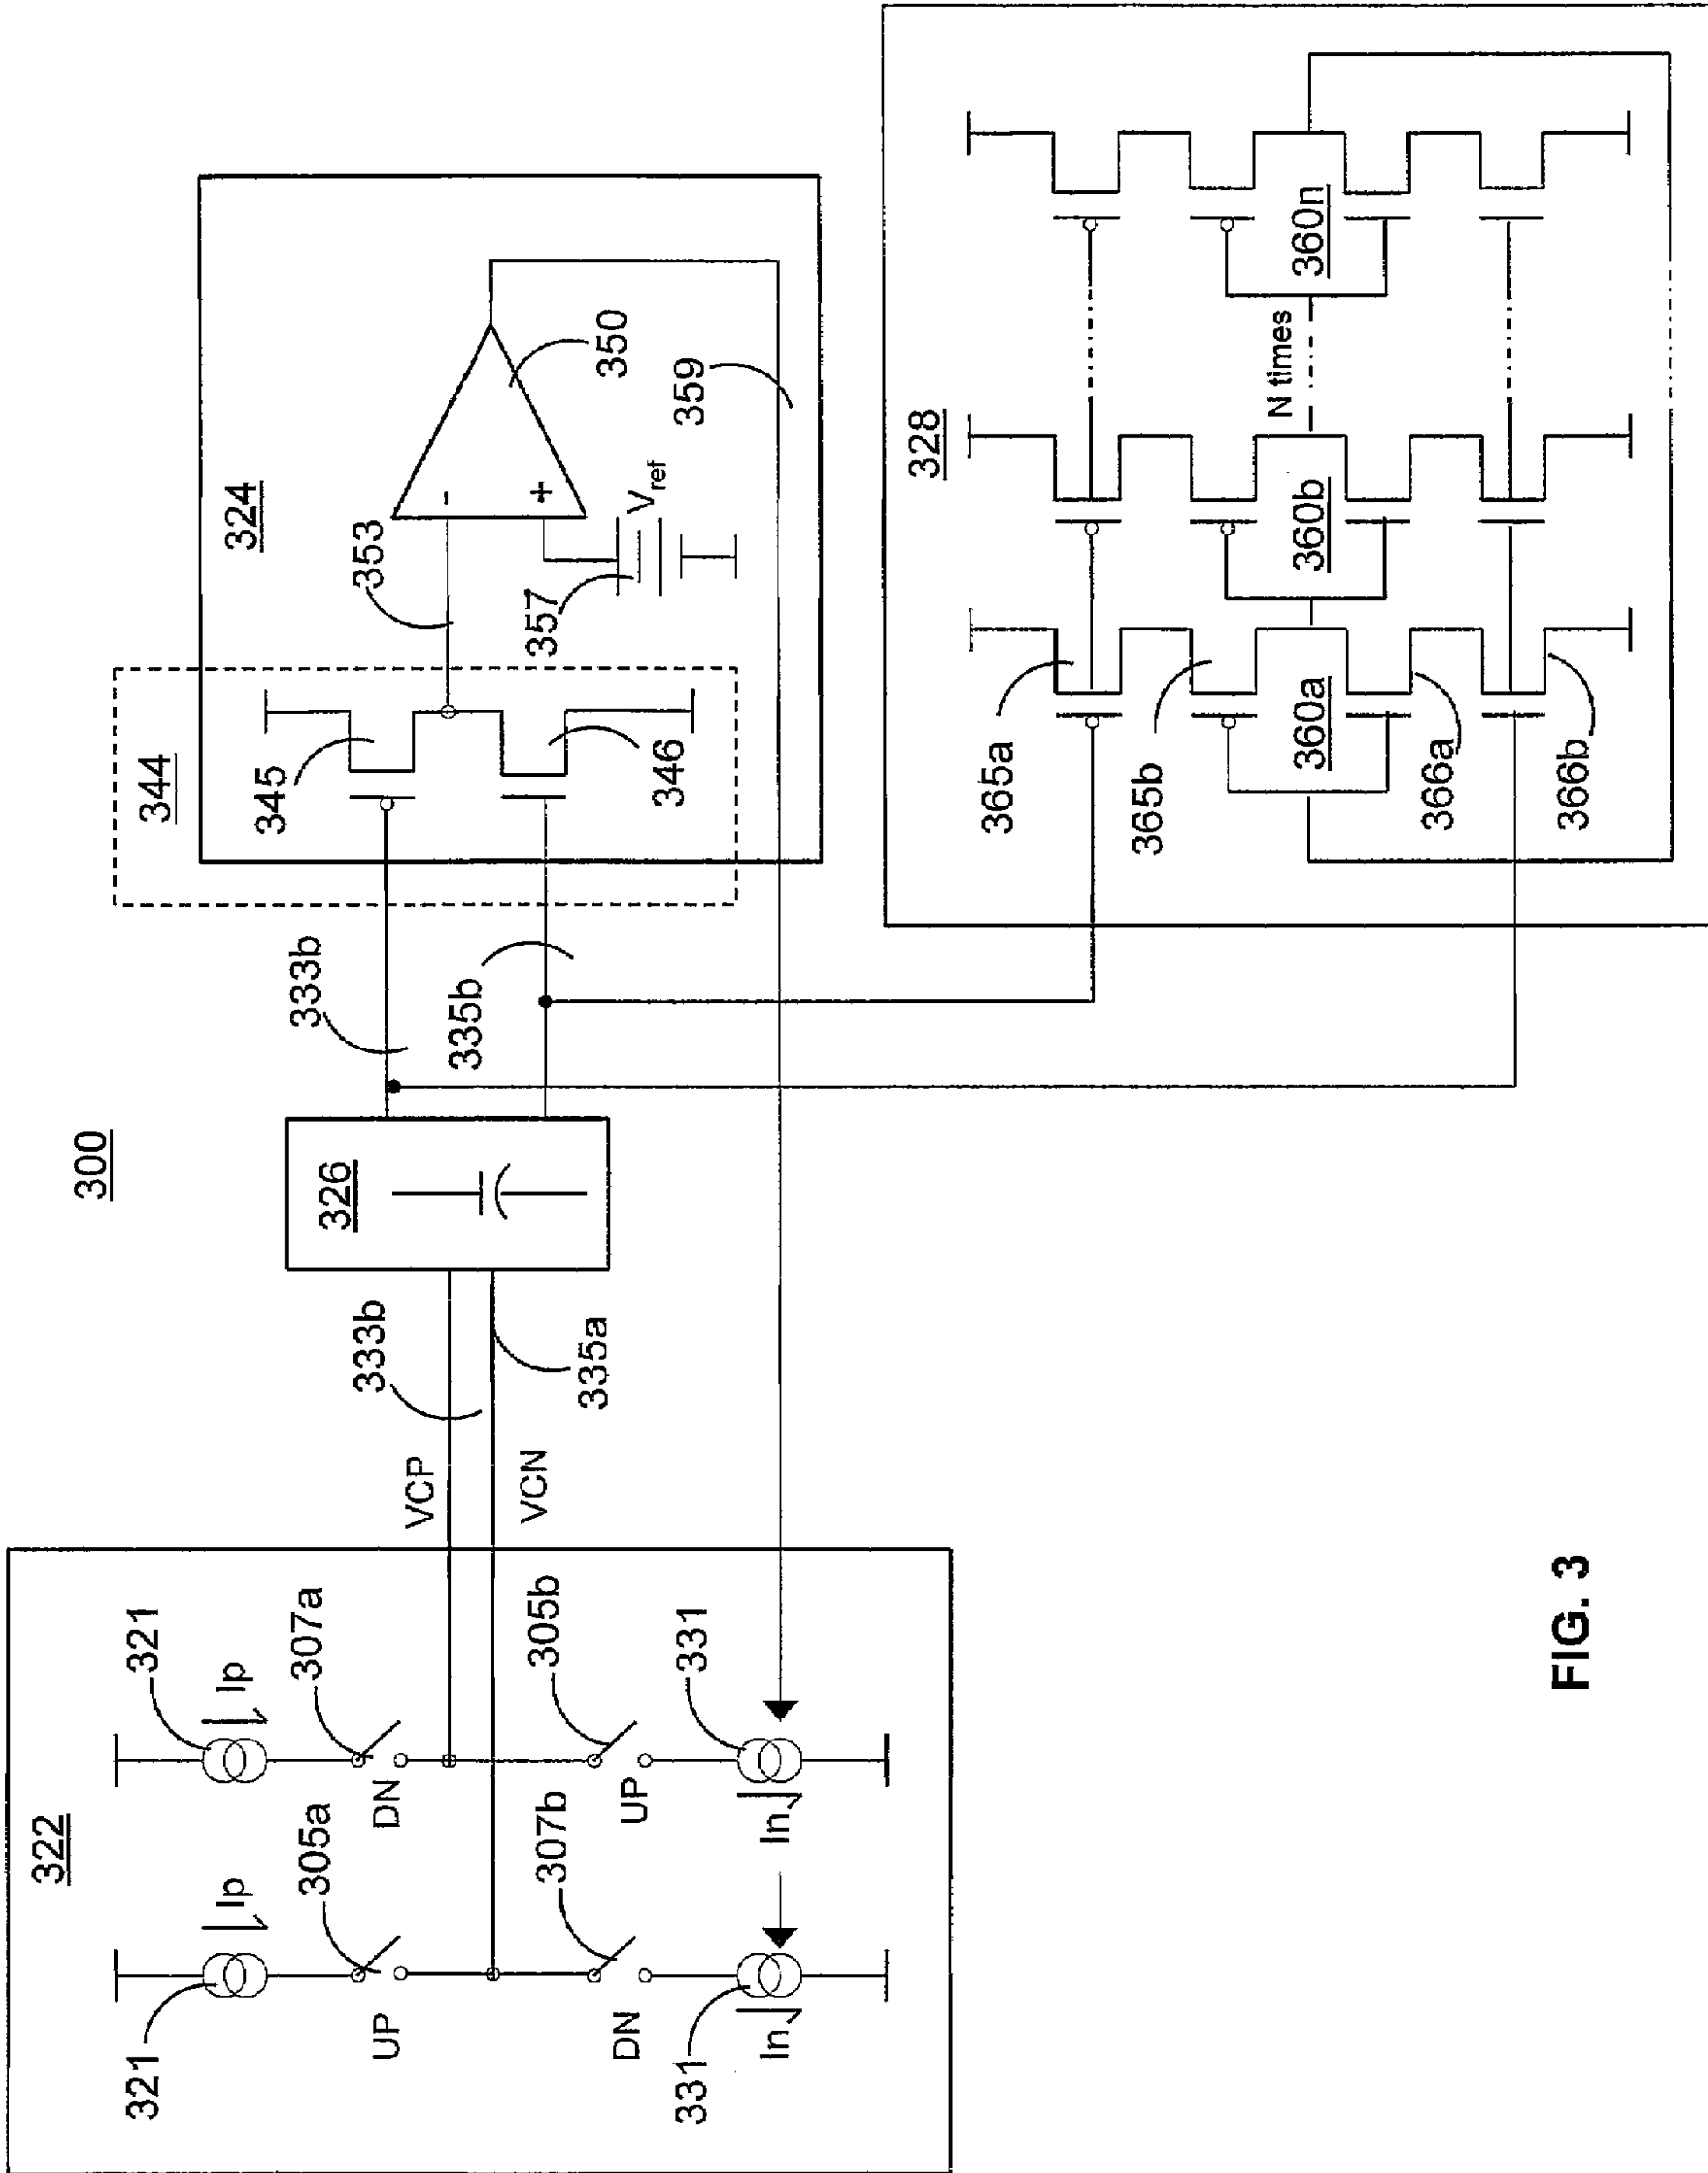 300
322
321
Ip
321
Ip
305a
307a
UP
DN
307b
305b
DN
UP
331
In
331
In
VCP
VCN
333b
335a
326
333b
335b
344
345
346
324
353
357
Vref
350
359
328
365a
365b
360a
366a
366b
360b
N times
360n
-
+
FIG. 3